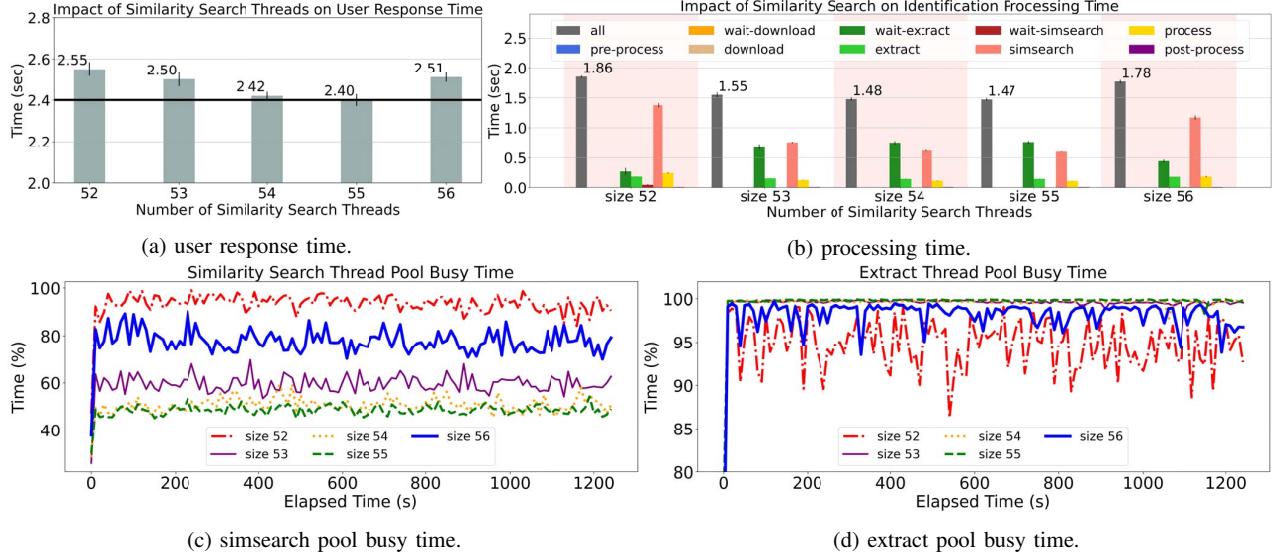 Impact of Similarity Search Threads on User Response Time
2.8
2.6
2.4
2.2
2.0
Time (sec)
2.55
2.50
2.42
2.40
2.51
52 53 54 55 56
Number of Similarity Search Threads
(a) user response time.
Impact of Similarity Search on Identification Processing Time
2.5
2.0
1.5
1.0
0.5
0.0
Time (sec)
all wait-download wait-extract wait-simsearch process
pre-process download extract simsearch post-process
1.86
1.55
1.48
1.47
1.78
size 52 size 53 size 54 size 55 size 56
Number of Similarity Search Threads
(b) processing time.
Similarity Search Thread Pool Busy Time
100
80
60
40
Time (%)
size 52 size 54 size 56
size 53 size 55
0 200 400 600 800 1000 1200
Elapsed Time (s)
(c) simsearch pool busy time.
Extract Thread Pool Busy Time
100
95
90
85
80
Time (%)
size 52 size 54 size 56
size 53 size 55
0 200 400 600 800 1000 1200
Elapsed Time (s)
(d) extract pool busy time.